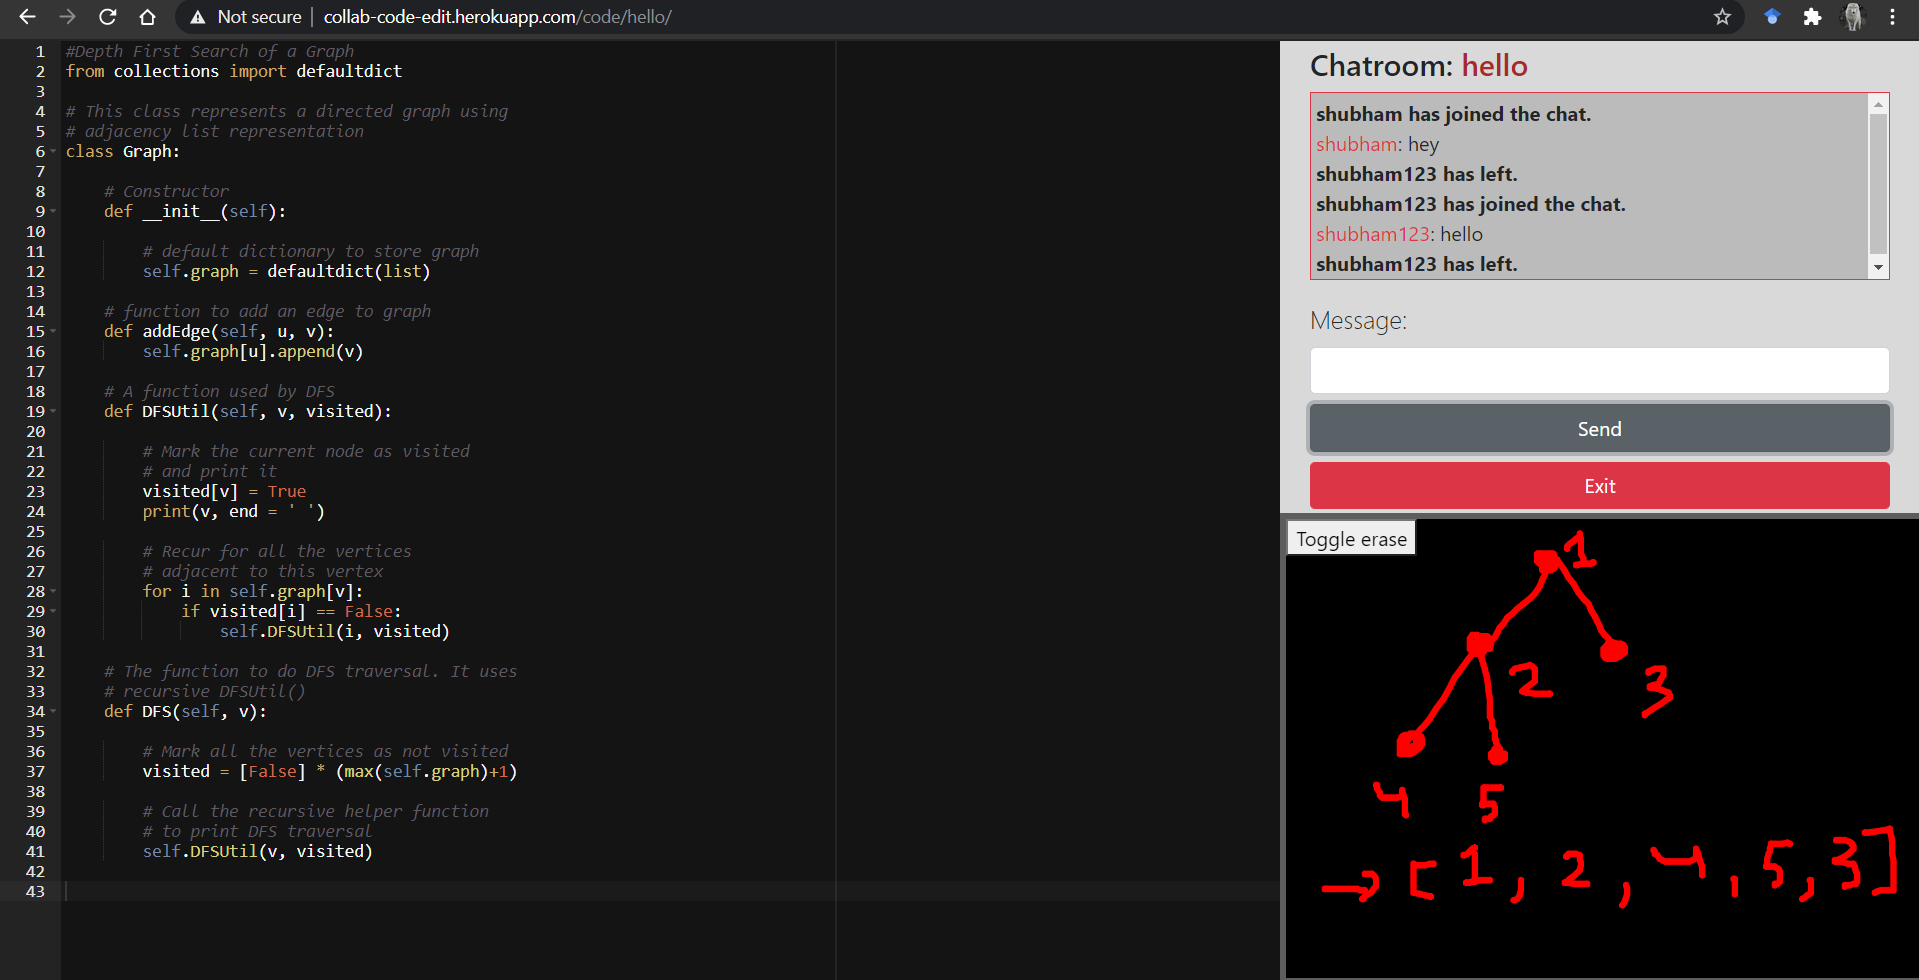 Not secure | collab-code-edit.herokuapp.com/code/hello/
1 #Depth First Search of a Graph
2 from collections import defaultdict
3
4 # This class represents a directed graph using
5 # adjacency list representation
6 class Graph:
7
8     # Constructor
9     def __init__(self):
10
11         # default dictionary to store graph
12         self.graph = defaultdict(list)
13
14     # function to add an edge to graph
15     def addEdge(self, u, v):
16         self.graph[u].append(v)
17
18     # A function used by DFS
19     def DFSUtil(self, v, visited):
20
21         # Mark the current node as visited
22         # and print it
23         visited[v] = True
24         print(v, end = ' ')
25
26         # Recur for all the vertices
27         # adjacent to this vertex
28         for i in self.graph[v]:
29             if visited[i] == False:
30                 self.DFSUtil(i, visited)
31
32     # The function to do DFS traversal. It uses
33     # recursive DFSUtil()
34     def DFS(self, v):
35
36         # Mark all the vertices as not visited
37         visited = [False] * (max(self.graph)+1)
38
39         # Call the recursive helper function
40         # to print DFS traversal
41         self.DFSUtil(v, visited)
42
43
Chatroom: hello
shubham has joined the chat.
shubham: hey
shubham123 has left.
shubham123 has joined the chat.
shubham123: hello
shubham123 has left.
Message:
Send
Exit
Toggle erase
1
2
3
4
5
→ [1, 2, 4, 5, 3]